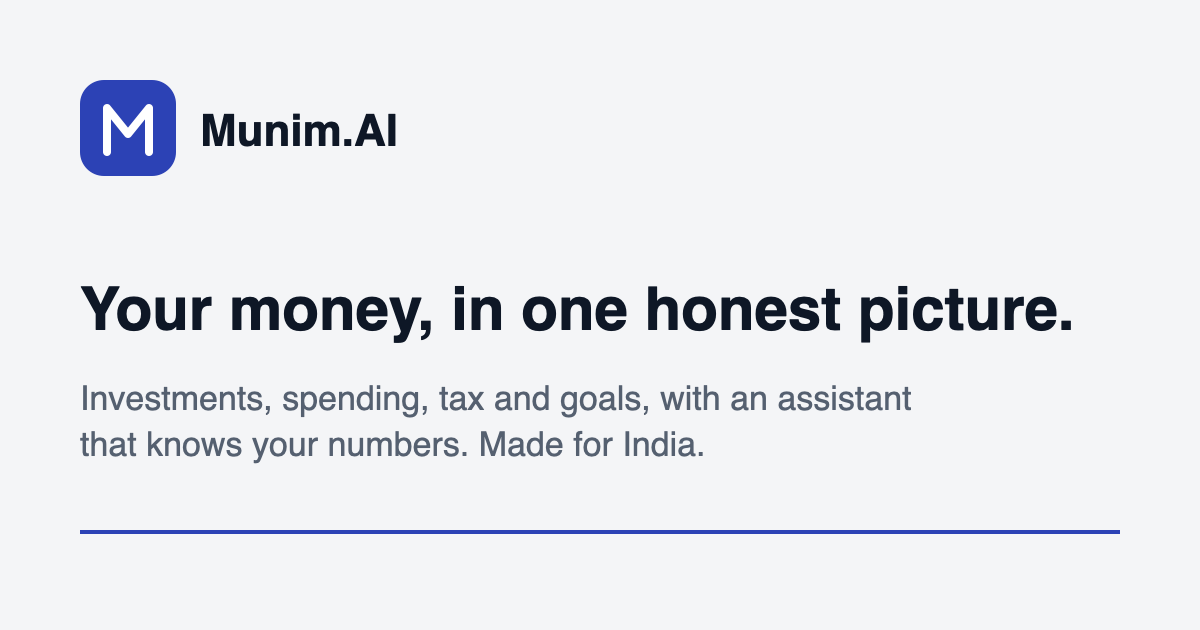 M
Munim.AI
Your money, in one honest picture.
Investments, spending, tax and goals, with an assistant
that knows your numbers. Made for India.